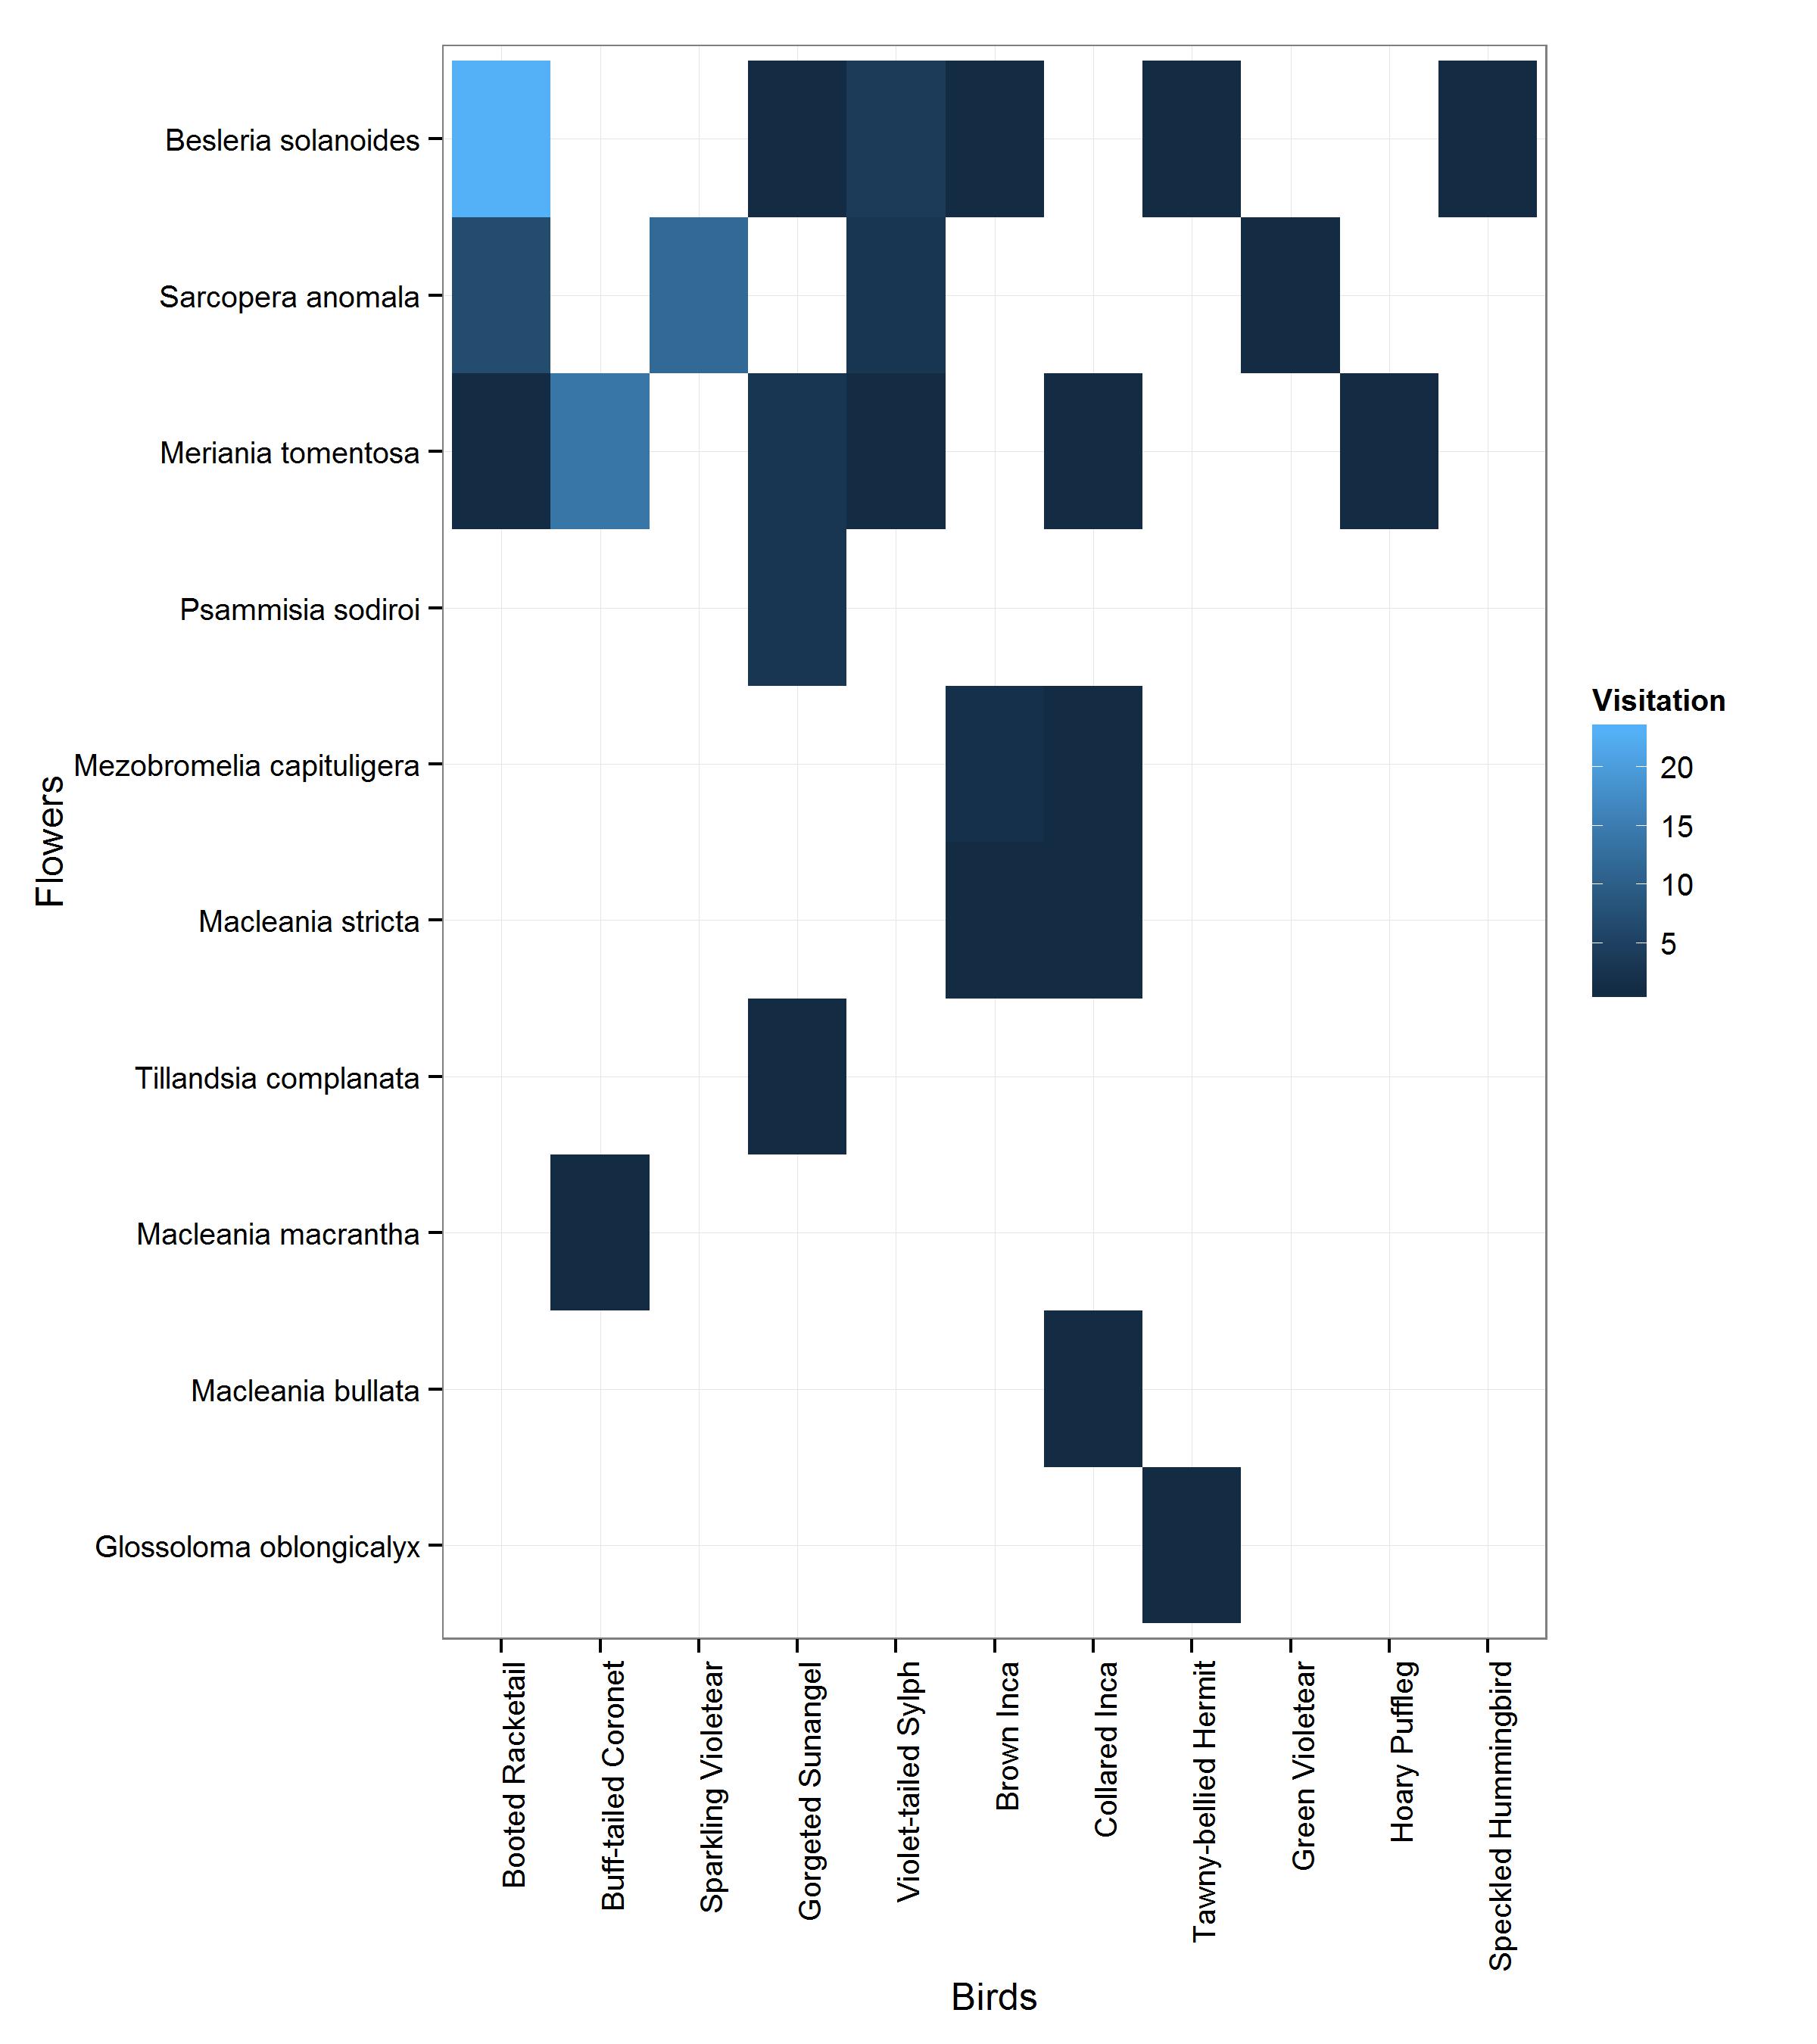 Besleria solanoides
Sarcopera anomala
Meriania tomentosa
Psammisia sodiroi
Mezobromelia capituligera
Macleania stricta
Tillandsia complanata
Macleania macrantha
Macleania bullata
Glossoloma oblongicalyx
Flowers
Booted Racketail
Buff-tailed Coronet
Sparkling Violetear
Gorgeted Sunangel
Violet-tailed Sylph
Brown Inca
Collared Inca
Tawny-bellied Hermit
Green Violetear
Hoary Puffleg
Speckled Hummingbird
Birds
Visitation
20
15
10
5